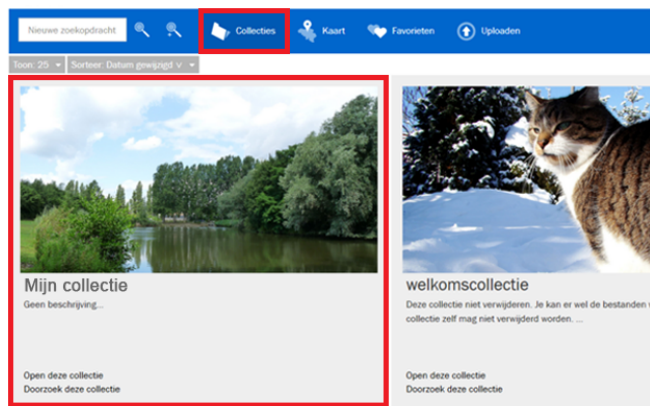 Nieuwe zoekopdracht
Collecties
Kaart
Favorieten
Uploaden
Toon: 25
Sorteer: Datum gewijzigd
Mijn collectie
Geen beschrijving...
Open deze collectie
Doorzoek deze collectie
welkomscollectie
Deze collectie niet verwijderen. Je kan er wel de bestanden
collectie zelf mag niet verwijderd worden. ...
Open deze collectie
Doorzoek deze collectie